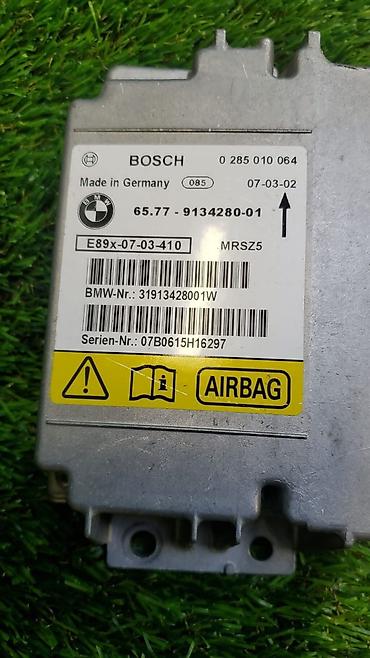 BOSCH 0 285 010 064
Made in Germany 085 07-03-02
BMW 65.77 - 9134280-01
E89x-07-03-410 MRSZ5
BMW-Nr.: 31913428001W
Serien-Nr.: 07B0615H16297
! i AIRBAG